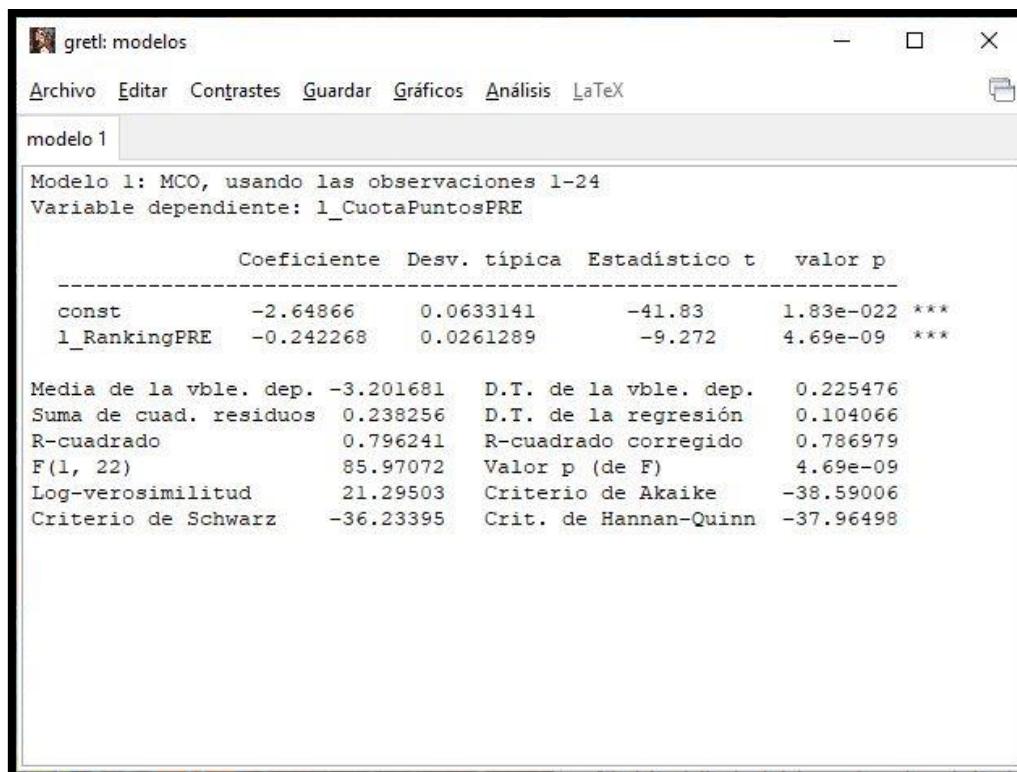 gretl: modelos
Archivo Editar Contrastes Guardar Gráficos Análisis LaTeX
modelo 1
Modelo 1: MCO, usando las observaciones 1-24
Variable dependiente: l_CuotaPuntosPRE
Coeficiente Desv. típica Estadístico t valor p
---------------------------------------------------------------
const -2.64866 0.0633141 -41.83 1.83e-022 ***
l_RankingPRE -0.242268 0.0261289 -9.272 4.69e-09 ***
Media de la vble. dep. -3.201681 D.T. de la vble. dep. 0.225476
Suma de cuad. residuos 0.238256 D.T. de la regresión 0.104066
R-cuadrado 0.796241 R-cuadrado corregido 0.786979
F(1, 22) 85.97072 Valor p (de F) 4.69e-09
Log-verosimilitud 21.29503 Criterio de Akaike -38.59006
Criterio de Schwarz -36.23395 Crit. de Hannan-Quinn -37.96498